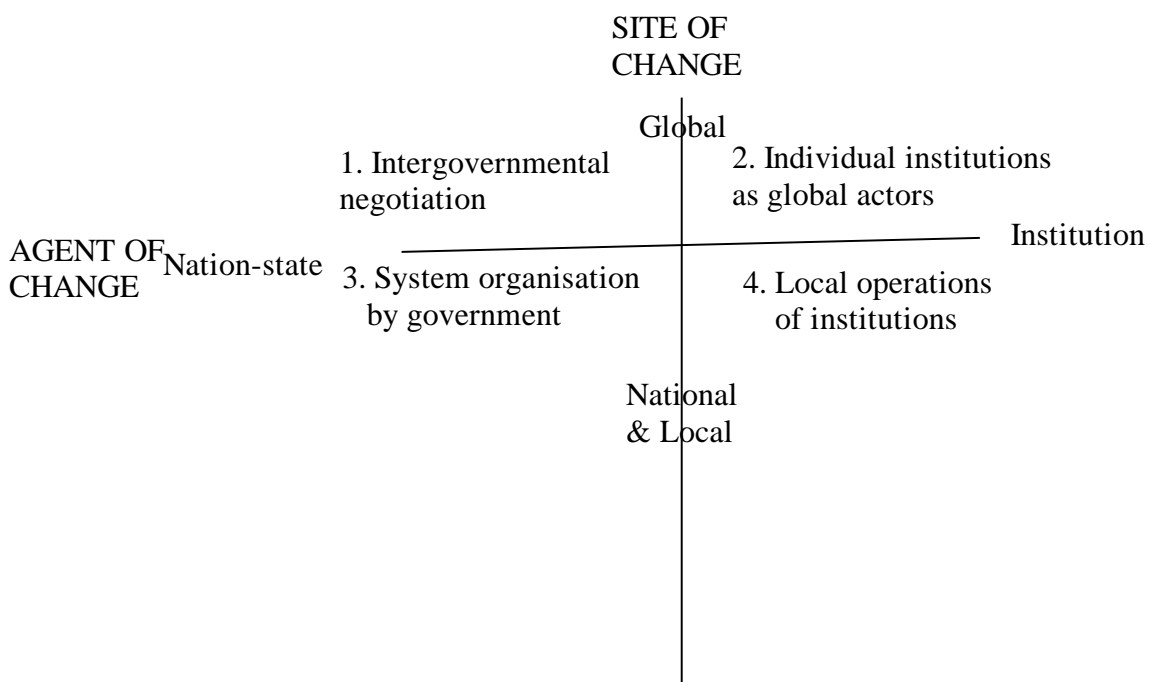 SITE OF
CHANGE
Global
1. Intergovernmental
negotiation
2. Individual institutions
as global actors
AGENT OF
CHANGE
Nation-state
Institution
3. System organisation
by government
4. Local operations
of institutions
National
& Local